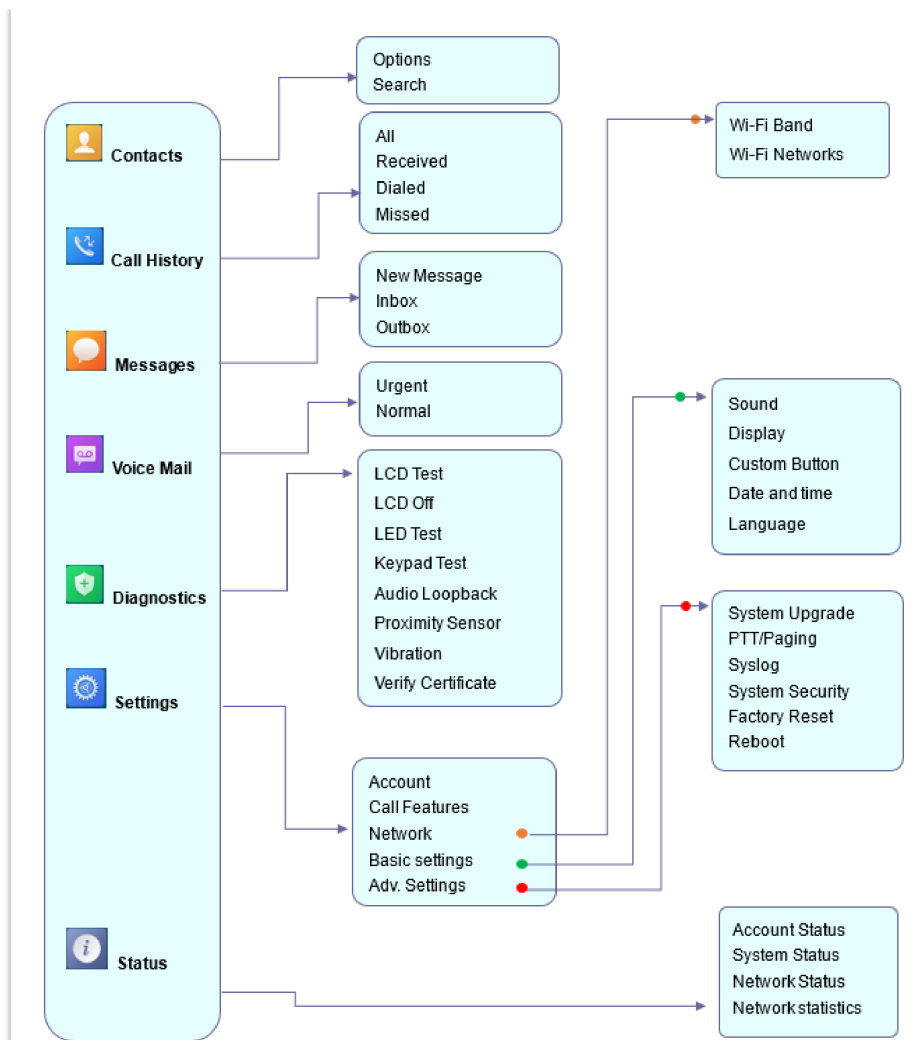 Contacts
Call History
Messages
Voice Mail
Diagnostics
Settings
Status
Options
Search
All
Received
Dialed
Missed
New Message
Inbox
Outbox
Urgent
Normal
LCD Test
LCD Off
LED Test
Keypad Test
Audio Loopback
Proximity Sensor
Vibration
Verify Certificate
Account
Call Features
Network
Basic settings
Adv. Settings
Wi-Fi Band
Wi-Fi Networks
Sound
Display
Custom Button
Date and time
Language
System Upgrade
PTT/Paging
Syslog
System Security
Factory Reset
Reboot
Account Status
System Status
Network Status
Network statistics